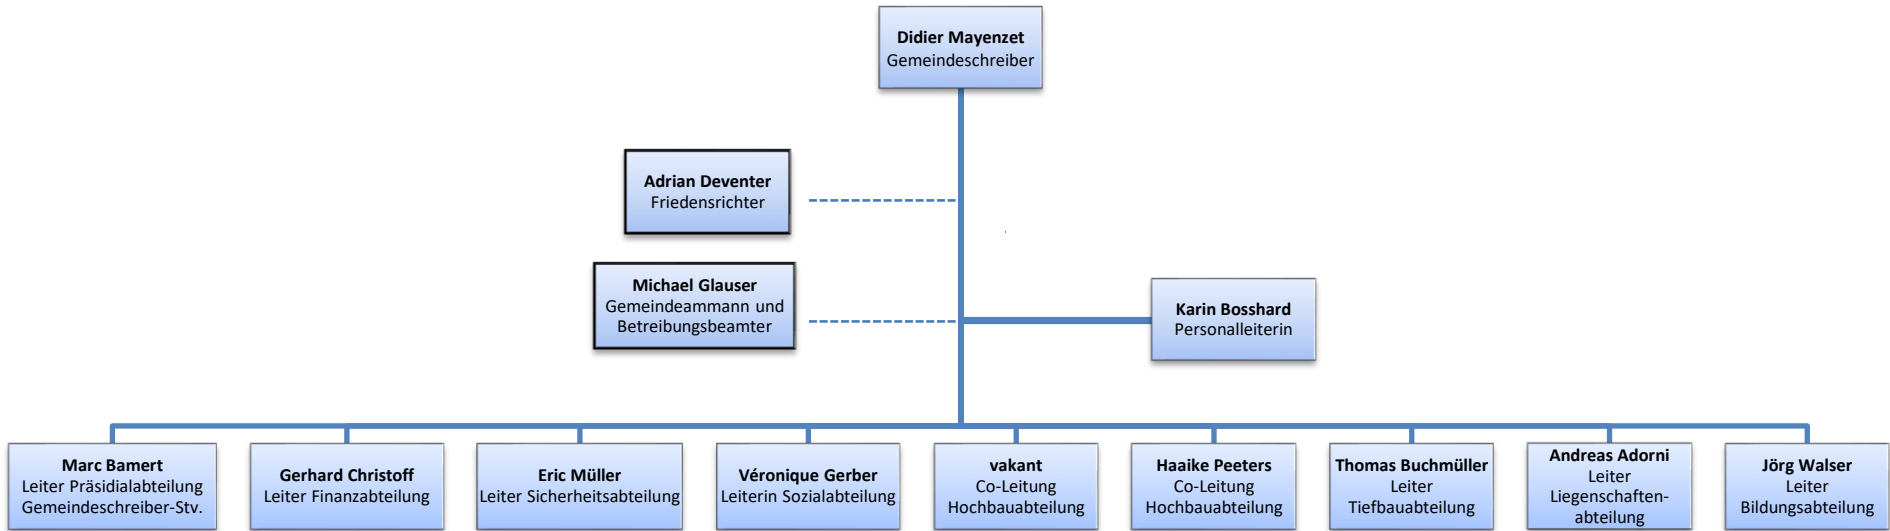 Didier Mayenzet
Gemeindeschreiber
Adrian Deventer
Friedensrichter
Michael Glauser
Gemeindeammann und
Betreibungsbeamter
Karin Bosshard
Personalleiterin
Marc Bamert
Leiter Präsidialabteilung
Gemeindeschreiber-Stv.
Gerhard Christoff
Leiter Finanzabteilung
Eric Müller
Leiter Sicherheitsabteilung
Véronique Gerber
Leiterin Sozialabteilung
vakant
Co-Leitung
Hochbauabteilung
Haaike Peeters
Co-Leitung
Hochbauabteilung
Thomas Buchmüller
Leiter
Tiefbauabteilung
Andreas Adorni
Leiter
Liegenschaften-
abteilung
Jörg Walser
Leiter
Bildungsabteilung